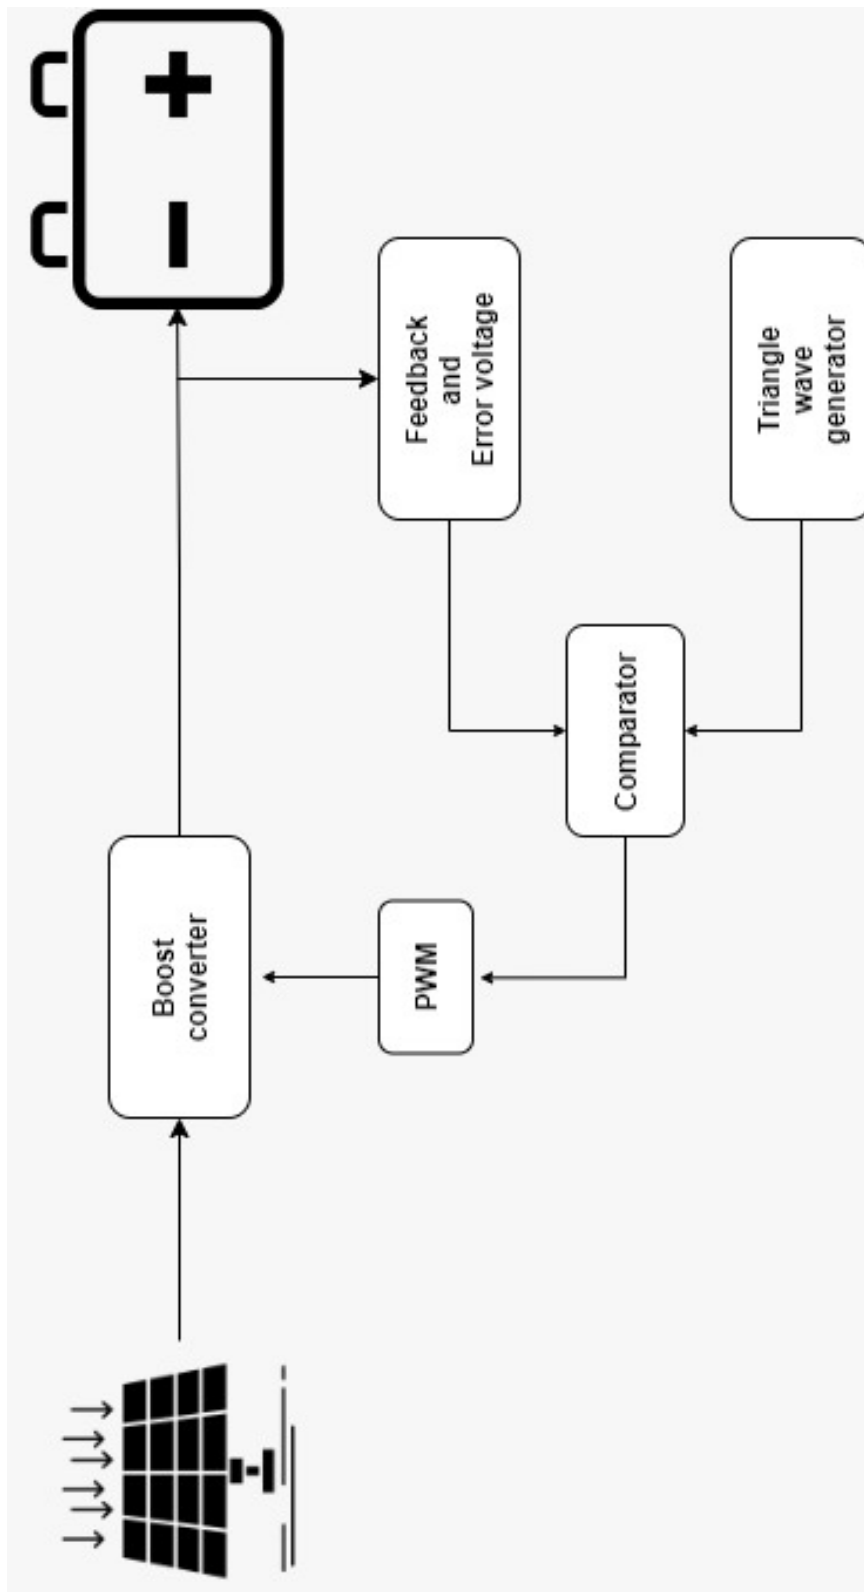 Boost
converter
PWM
Comparator
Feedback
and
Error voltage
Triangle
wave
generator